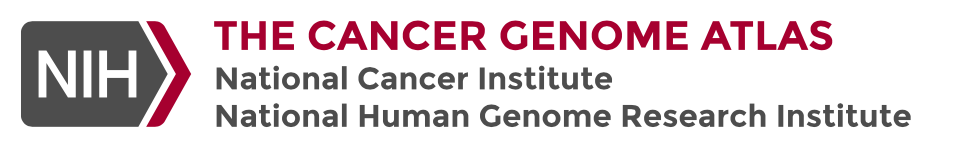 NIH
THE CANCER GENOME ATLAS
National Cancer Institute
National Human Genome Research Institute